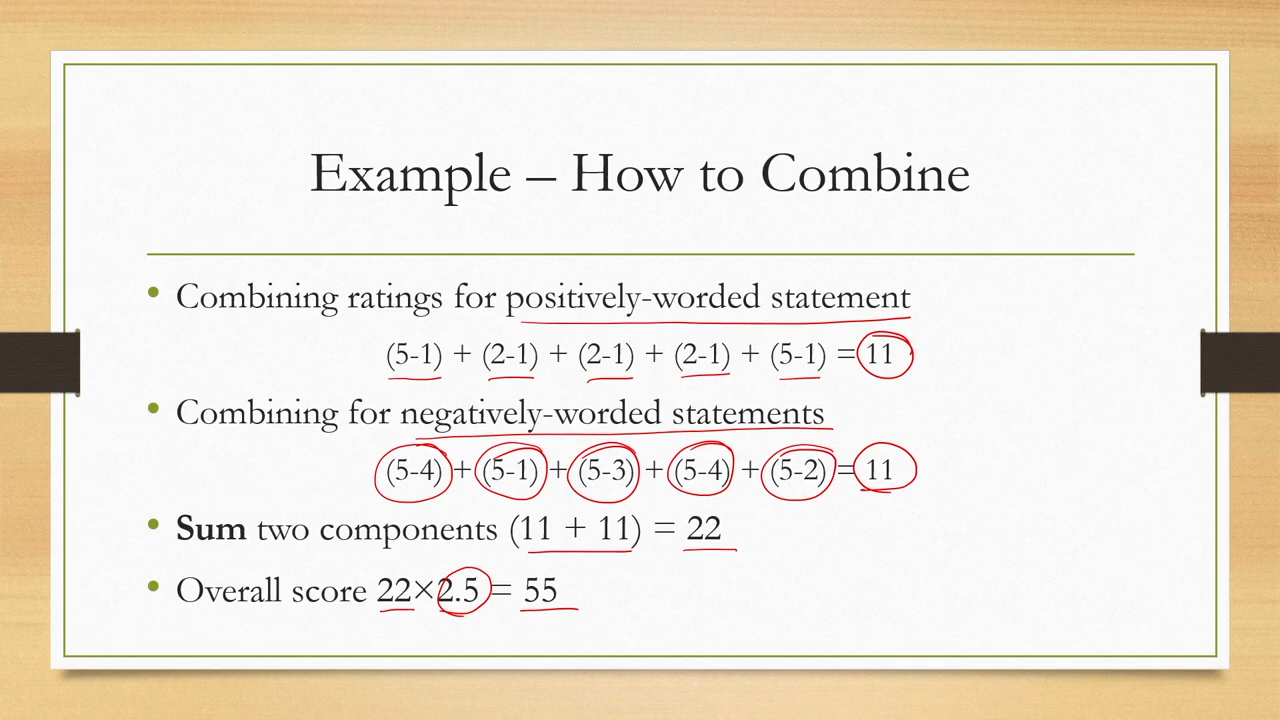 Example – How to Combine
• Combining ratings for positively-worded statement
(5-1) + (2-1) + (2-1) + (2-1) + (5-1) = 11
• Combining for negatively-worded statements
(5-4) + (5-1) + (5-3) + (5-4) + (5-2) = 11
• Sum two components (11 + 11) = 22
• Overall score 22×2.5 = 55